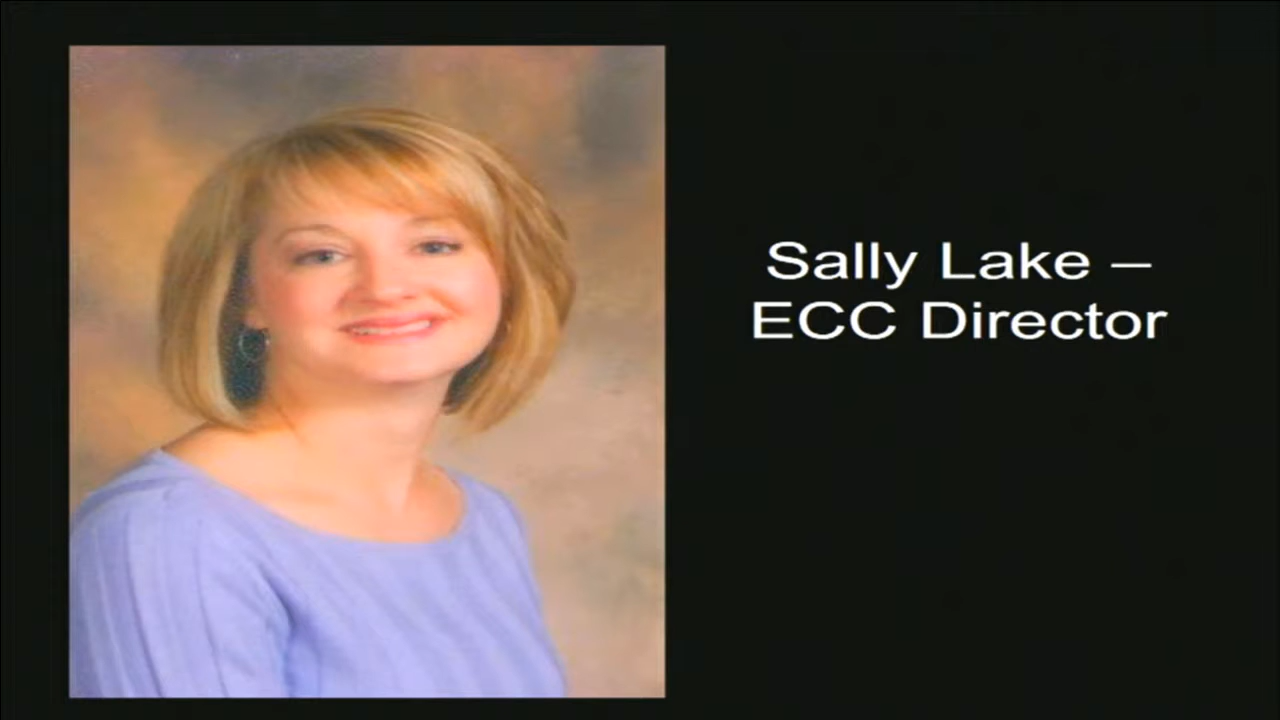 Sally Lake –
ECC Director